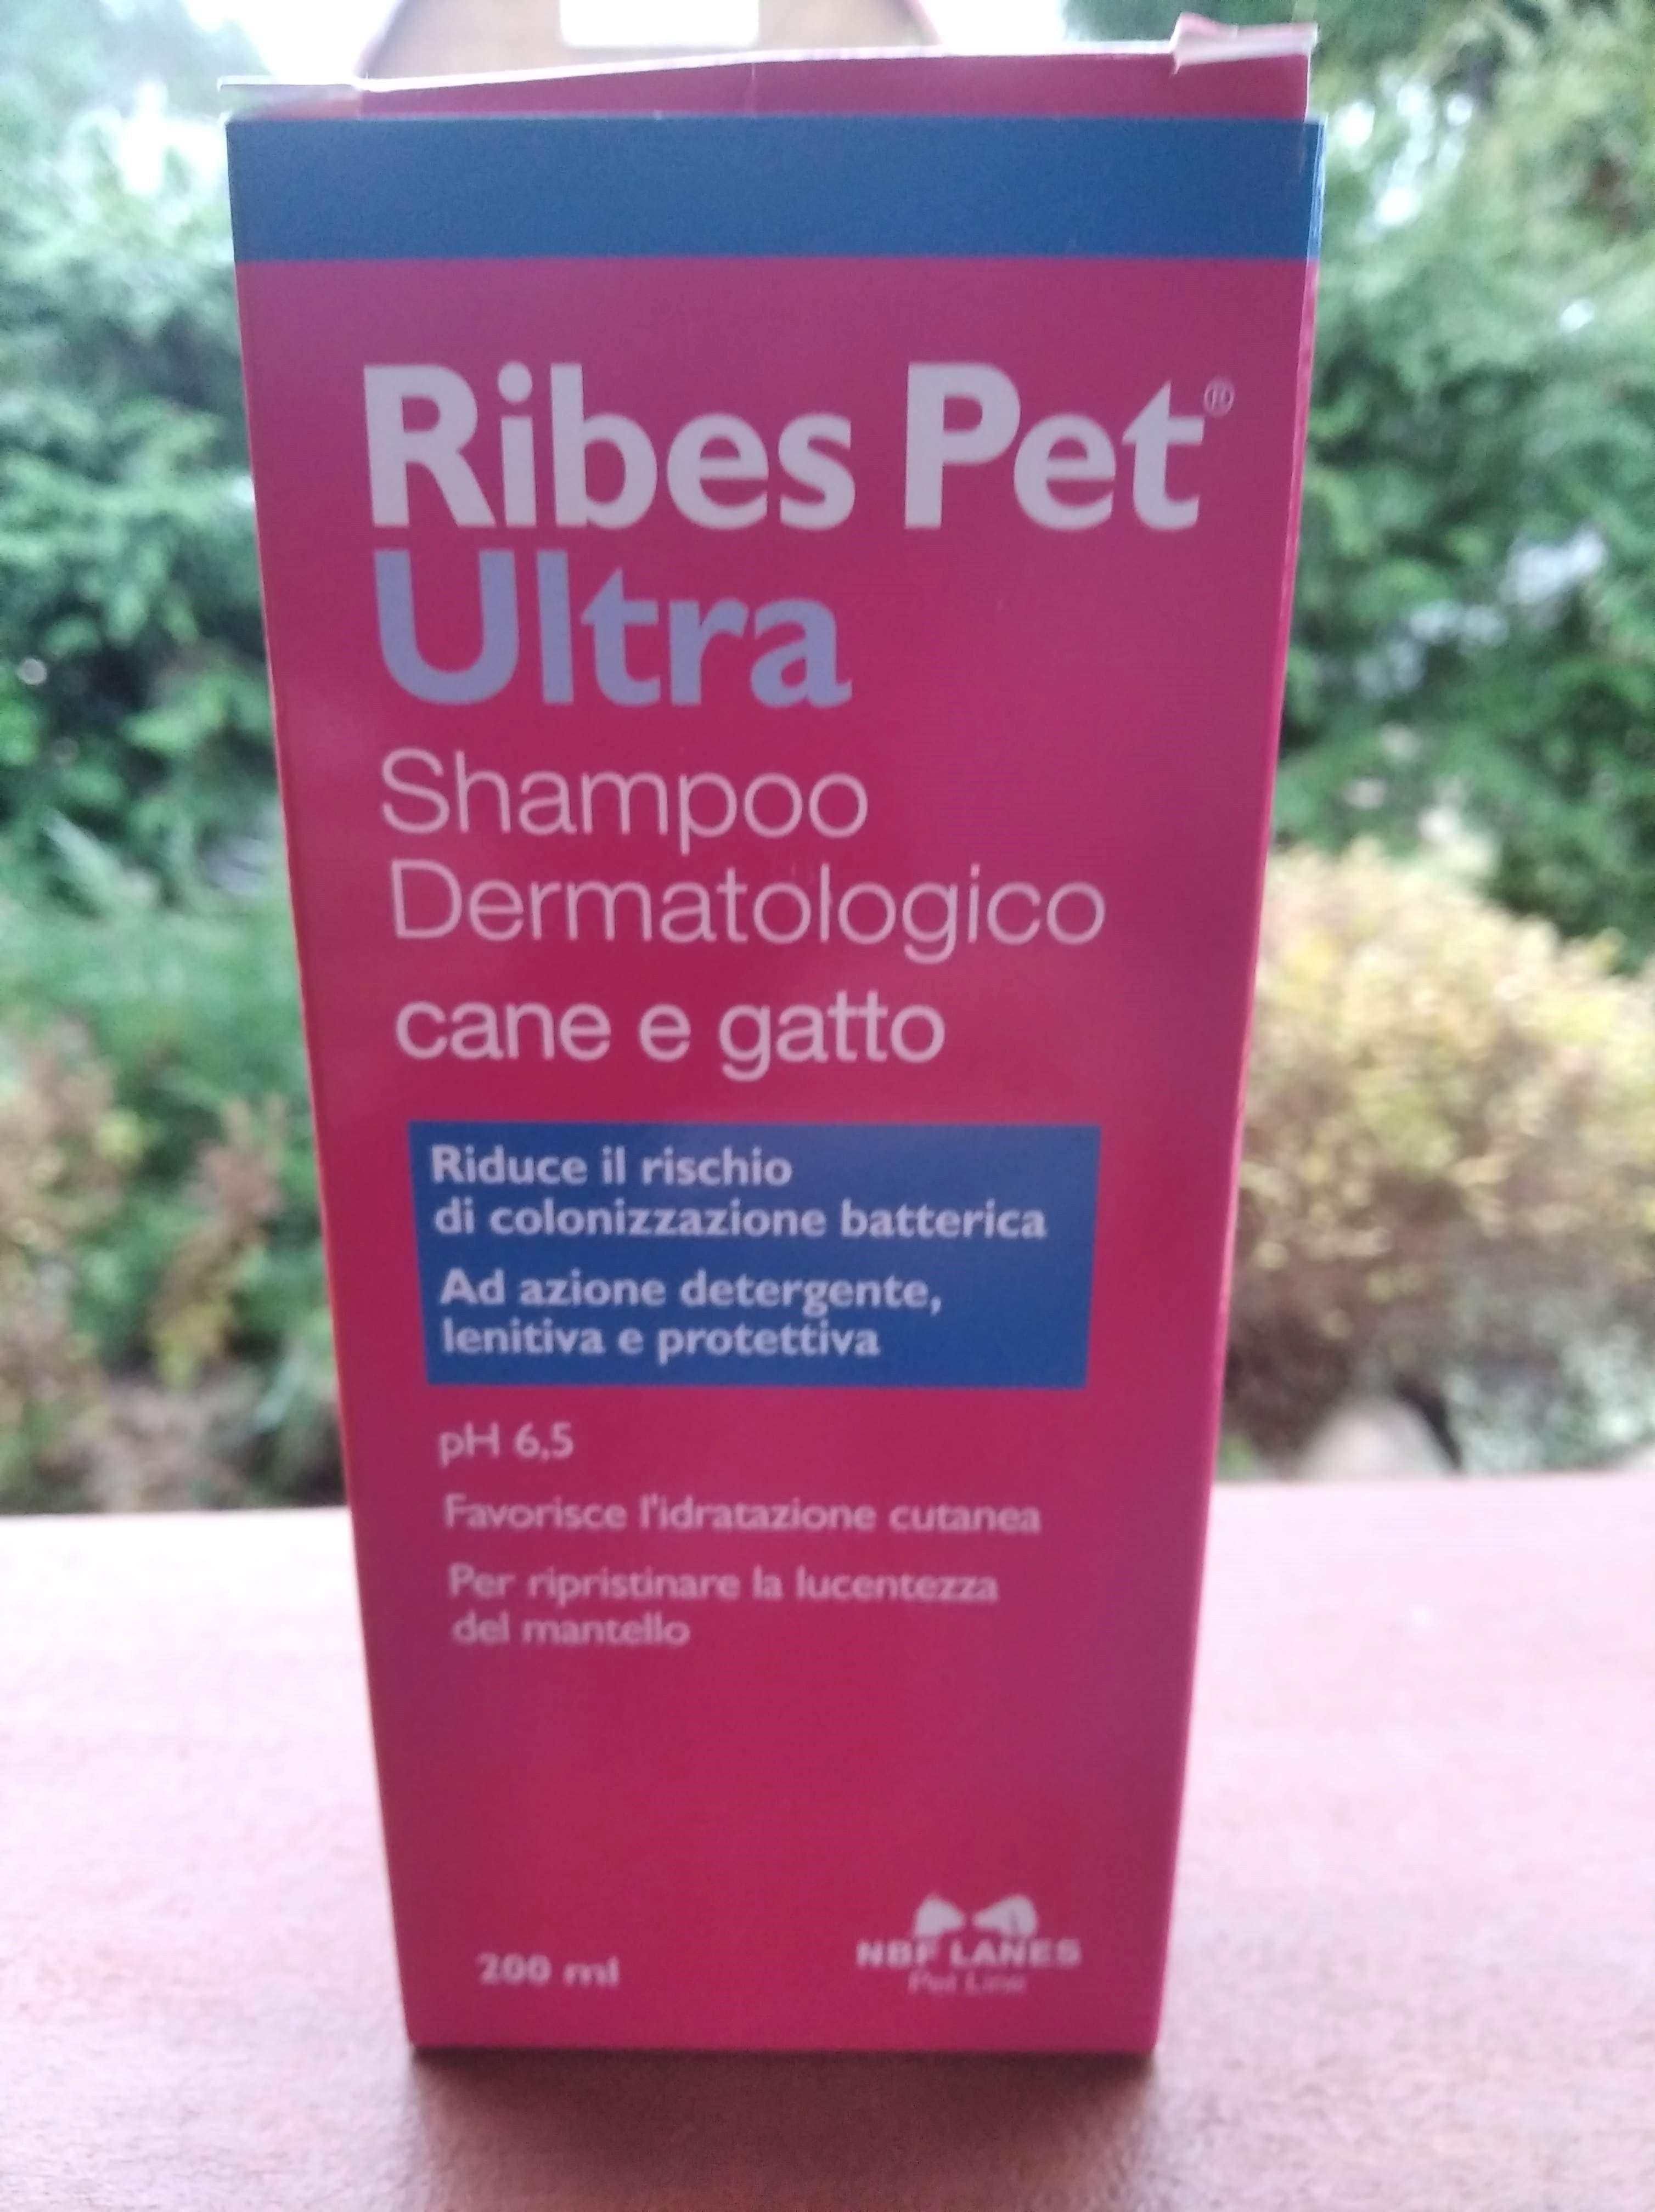 Ribes Pet®
Ultra
Shampoo
Dermatologico
cane e gatto
Riduce il rischio
di colonizzazione batterica
Ad azione detergente,
lenitiva e protettiva
pH 6,5
Favorisce l'idratazione cutanea
Per ripristinare la lucentezza
del mantello
200 ml
NBF LANES
Pet Line